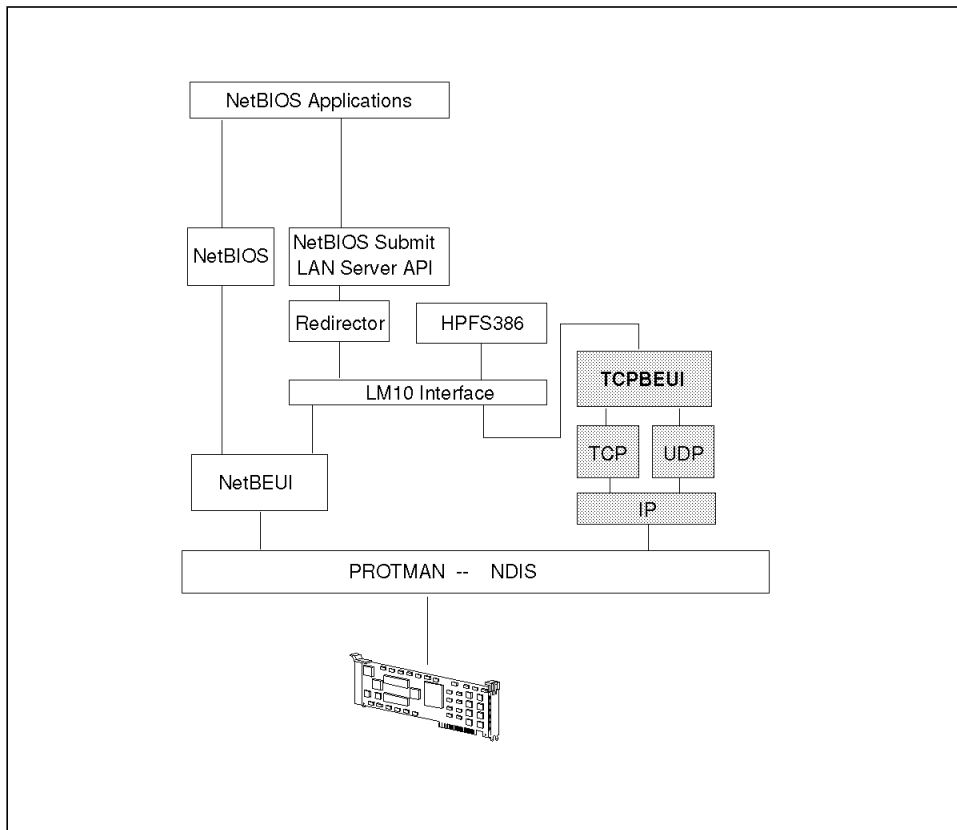 NetBIOS Applications
NetBIOS
NetBIOS Submit
LAN Server API
Redirector
HPFS386
TCPBEUI
LM10 Interface
TCP
UDP
NetBEUI
IP
PROTMAN -- NDIS